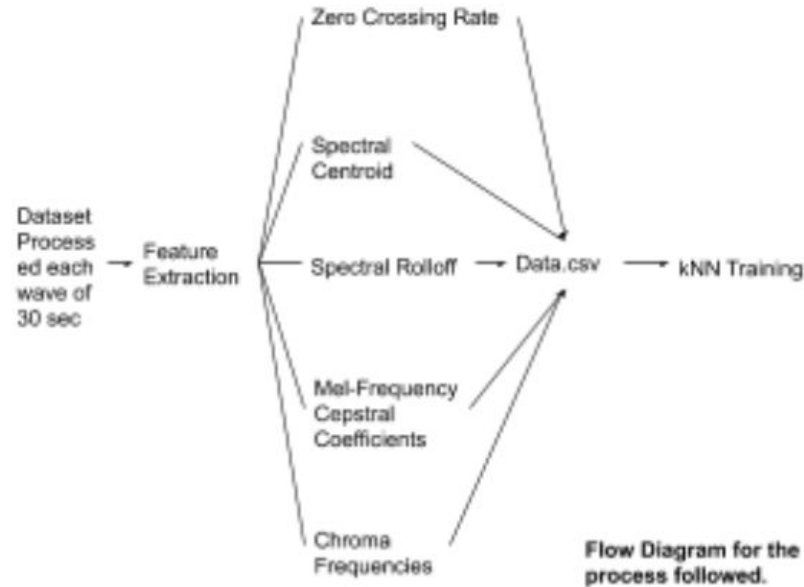 Zero Crossing Rate
Spectral
Centroid
Dataset
Process
ed each
wave of
30 sec
Feature
Extraction
Spectral Rolloff
Data.csv
kNN Training
Mel-Frequency
Cepstral
Coefficients
Chroma
Frequencies
Flow Diagram for the
process followed.